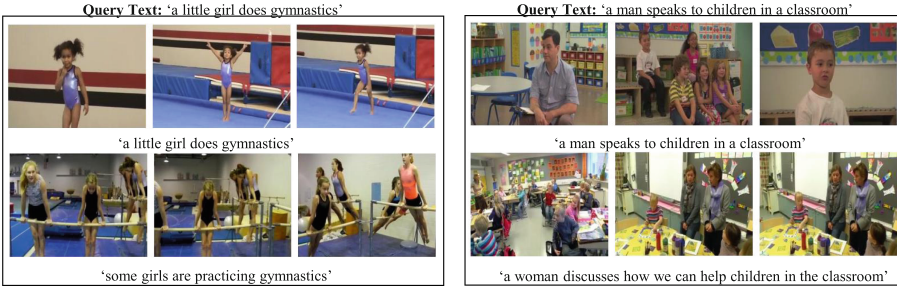 Query Text: ‘a little girl does gymnastics’
‘a little girl does gymnastics’
‘some girls are practicing gymnastics’
Query Text: ‘a man speaks to children in a classroom’
‘a man speaks to children in a classroom’
‘a woman discusses how we can help children in the classroom’